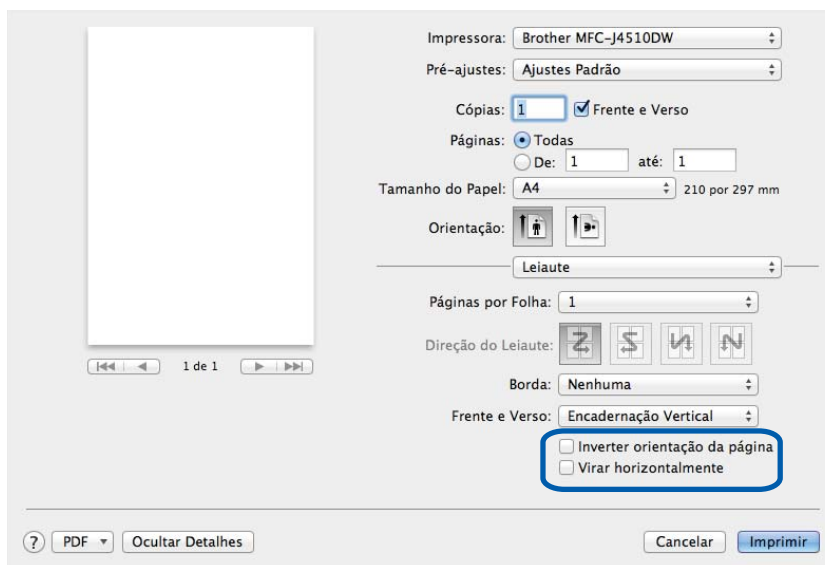 Impressora: Brother MFC-J4510DW
Pré-ajustes: Ajustes Padrão
Cópias: 1 Frente e Verso
Páginas: Todas
De: 1 até: 1
Tamanho do Papel: A4 210 por 297 mm
Orientação:
Leiaute
Páginas por Folha: 1
Direção do Leiaute:
1 de 1
Borda: Nenhuma
Frente e Verso: Encadernação Vertical
Inverter orientação da página
Virar horizontalmente
? PDF Ocultar Detalhes Cancelar Imprimir